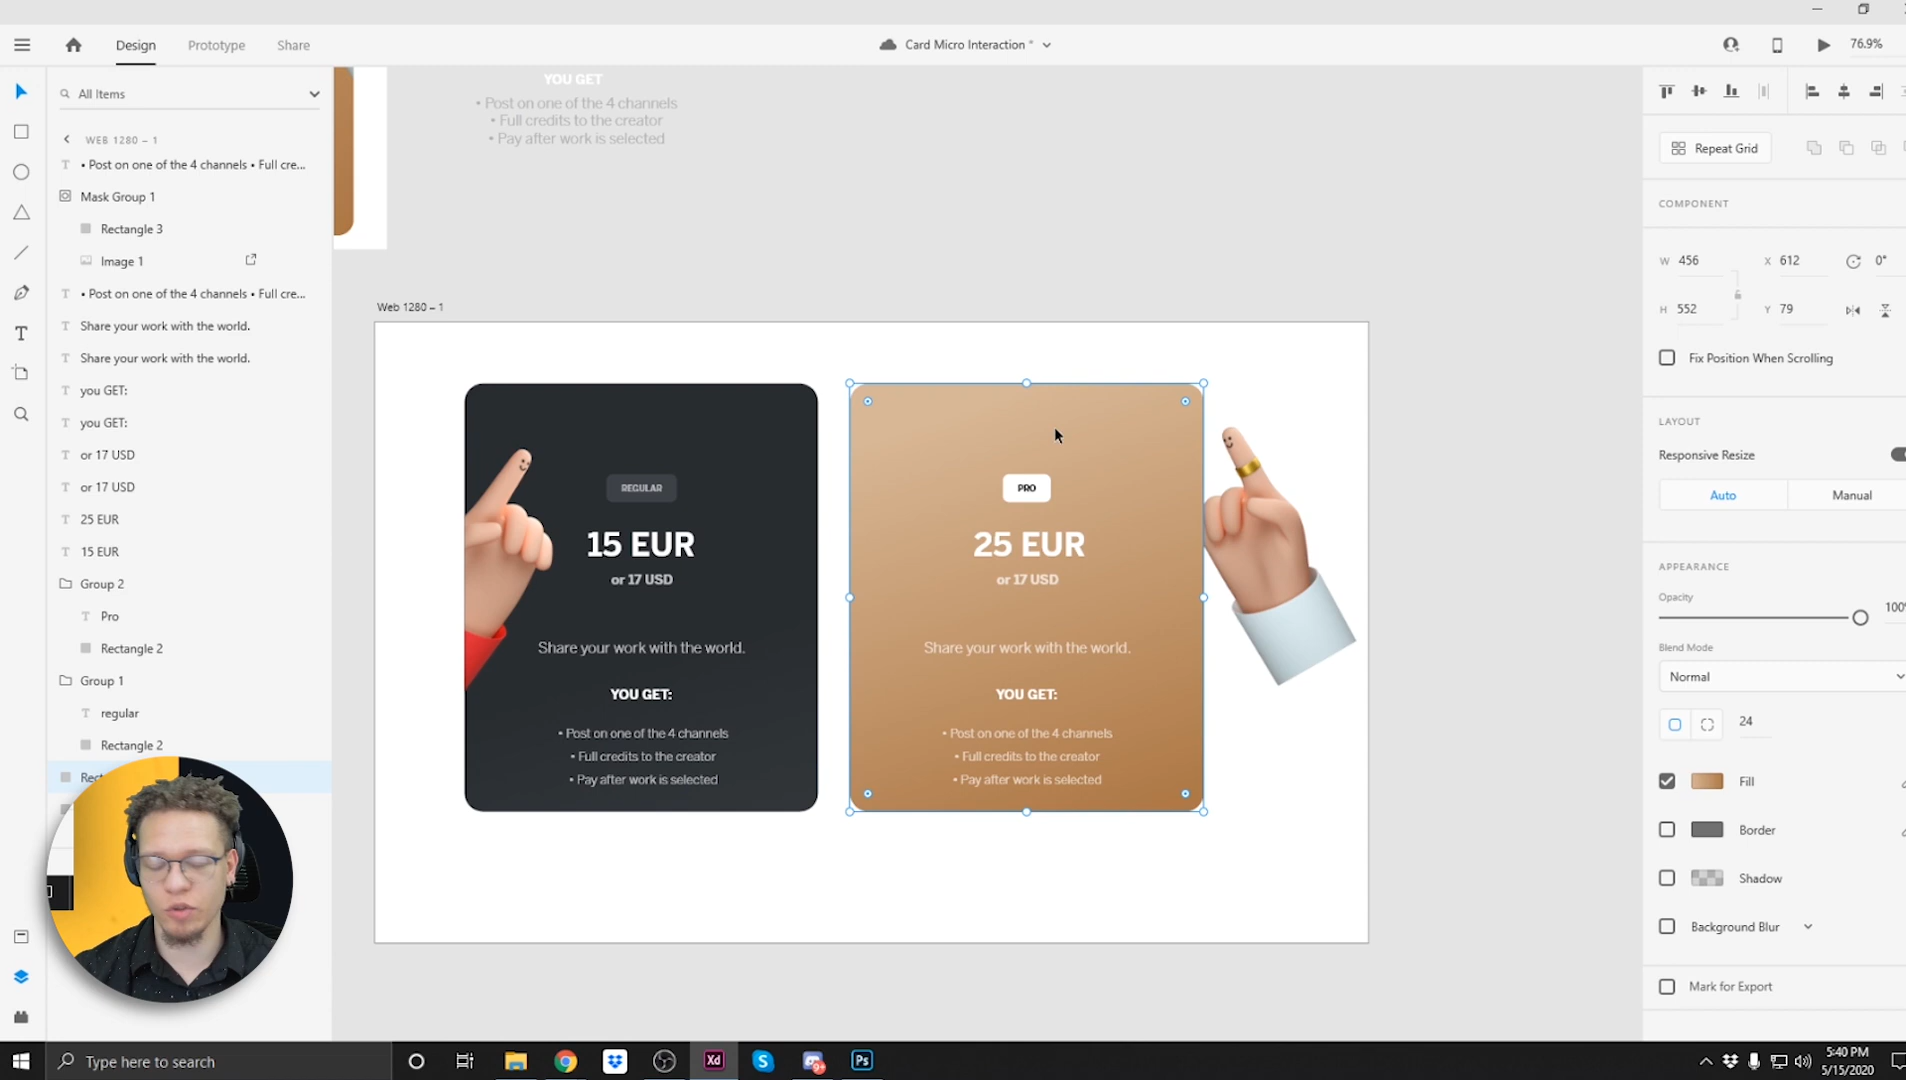 Design
Prototype
Share
Card Micro Interaction *
76.9%
All Items
WEB 1280 – 1
• Post on one of the 4 channels • Full cre...
Mask Group 1
Rectangle 3
Image 1
• Post on one of the 4 channels • Full cre...
Share your work with the world.
Share your work with the world.
you GET:
you GET:
or 17 USD
or 17 USD
25 EUR
15 EUR
Group 2
Pro
Rectangle 2
Group 1
regular
Rectangle 2
YOU GET
• Post on one of the 4 channels
• Full credits to the creator
• Pay after work is selected
Web 1280 – 1
REGULAR
15 EUR
or 17 USD
Share your work with the world.
YOU GET:
• Post on one of the 4 channels
• Full credits to the creator
• Pay after work is selected
PRO
25 EUR
or 17 USD
Share your work with the world.
YOU GET:
• Post on one of the 4 channels
• Full credits to the creator
• Pay after work is selected
Repeat Grid
COMPONENT
W 456
X 612
0°
H 552
Y 79
Fix Position When Scrolling
LAYOUT
Responsive Resize
Auto
Manual
APPEARANCE
Opacity
100%
Blend Mode
Normal
24
Fill
Border
Shadow
Background Blur
Mark for Export
Type here to search
Xd
S
9+
Ps
5:40 PM
5/15/2020